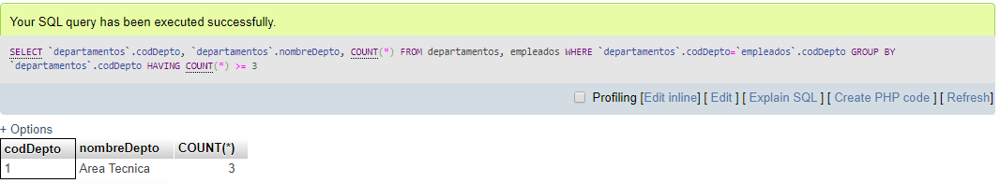 Your SQL query has been executed successfully.
SELECT `departamentos`.codDepto, `departamentos`.nombreDepto, COUNT(*) FROM departamentos, empleados WHERE `departamentos`.codDepto=`empleados`.codDepto GROUP BY
`departamentos`.codDepto HAVING COUNT(*) >= 3
Profiling [Edit inline] [ Edit ] [ Explain SQL ] [ Create PHP code ] [ Refresh]
+ Options
codDepto nombreDepto COUNT(*)
1 Area Tecnica 3